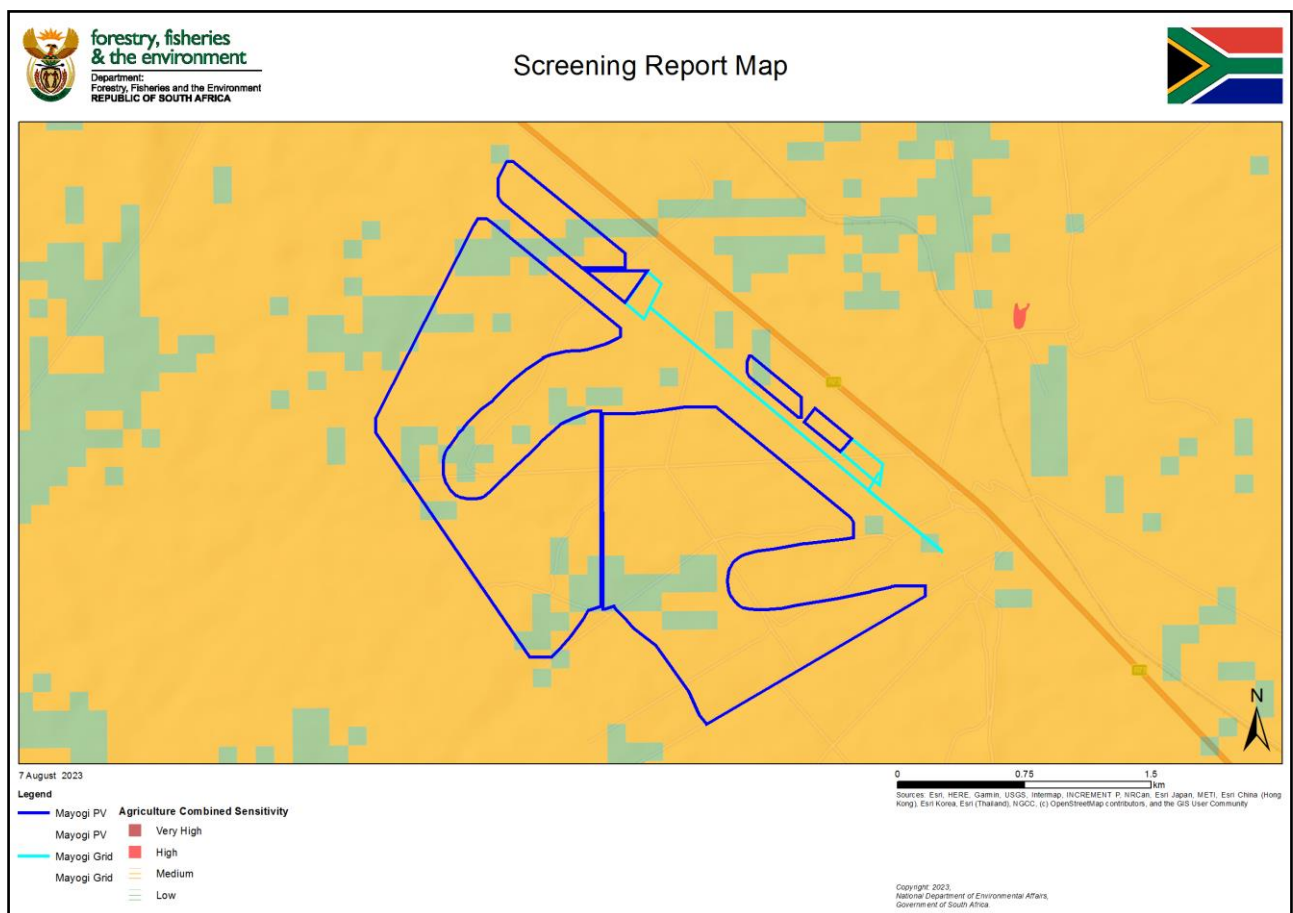 forestry, fisheries
& the environment
Department:
Forestry, Fisheries and the Environment
REPUBLIC OF SOUTH AFRICA
Screening Report Map
N
7 August 2023
Legend
Mayogi PV
Mayogi PV
Mayogi Grid
Mayogi Grid
Agriculture Combined Sensitivity
Very High
High
Medium
Low
0 0.75 1.5
km
Sources: Esri, HERE, Garmin, USGS, Intermap, INCREMENT P, NRCan, Esri Japan, METI, Esri China (Hong
Kong), Esri Korea, Esri (Thailand), NGCC, (c) OpenStreetMap contributors, and the GIS User Community
Copyright: 2023,
National Department of Environmental Affairs,
Government of South Africa.